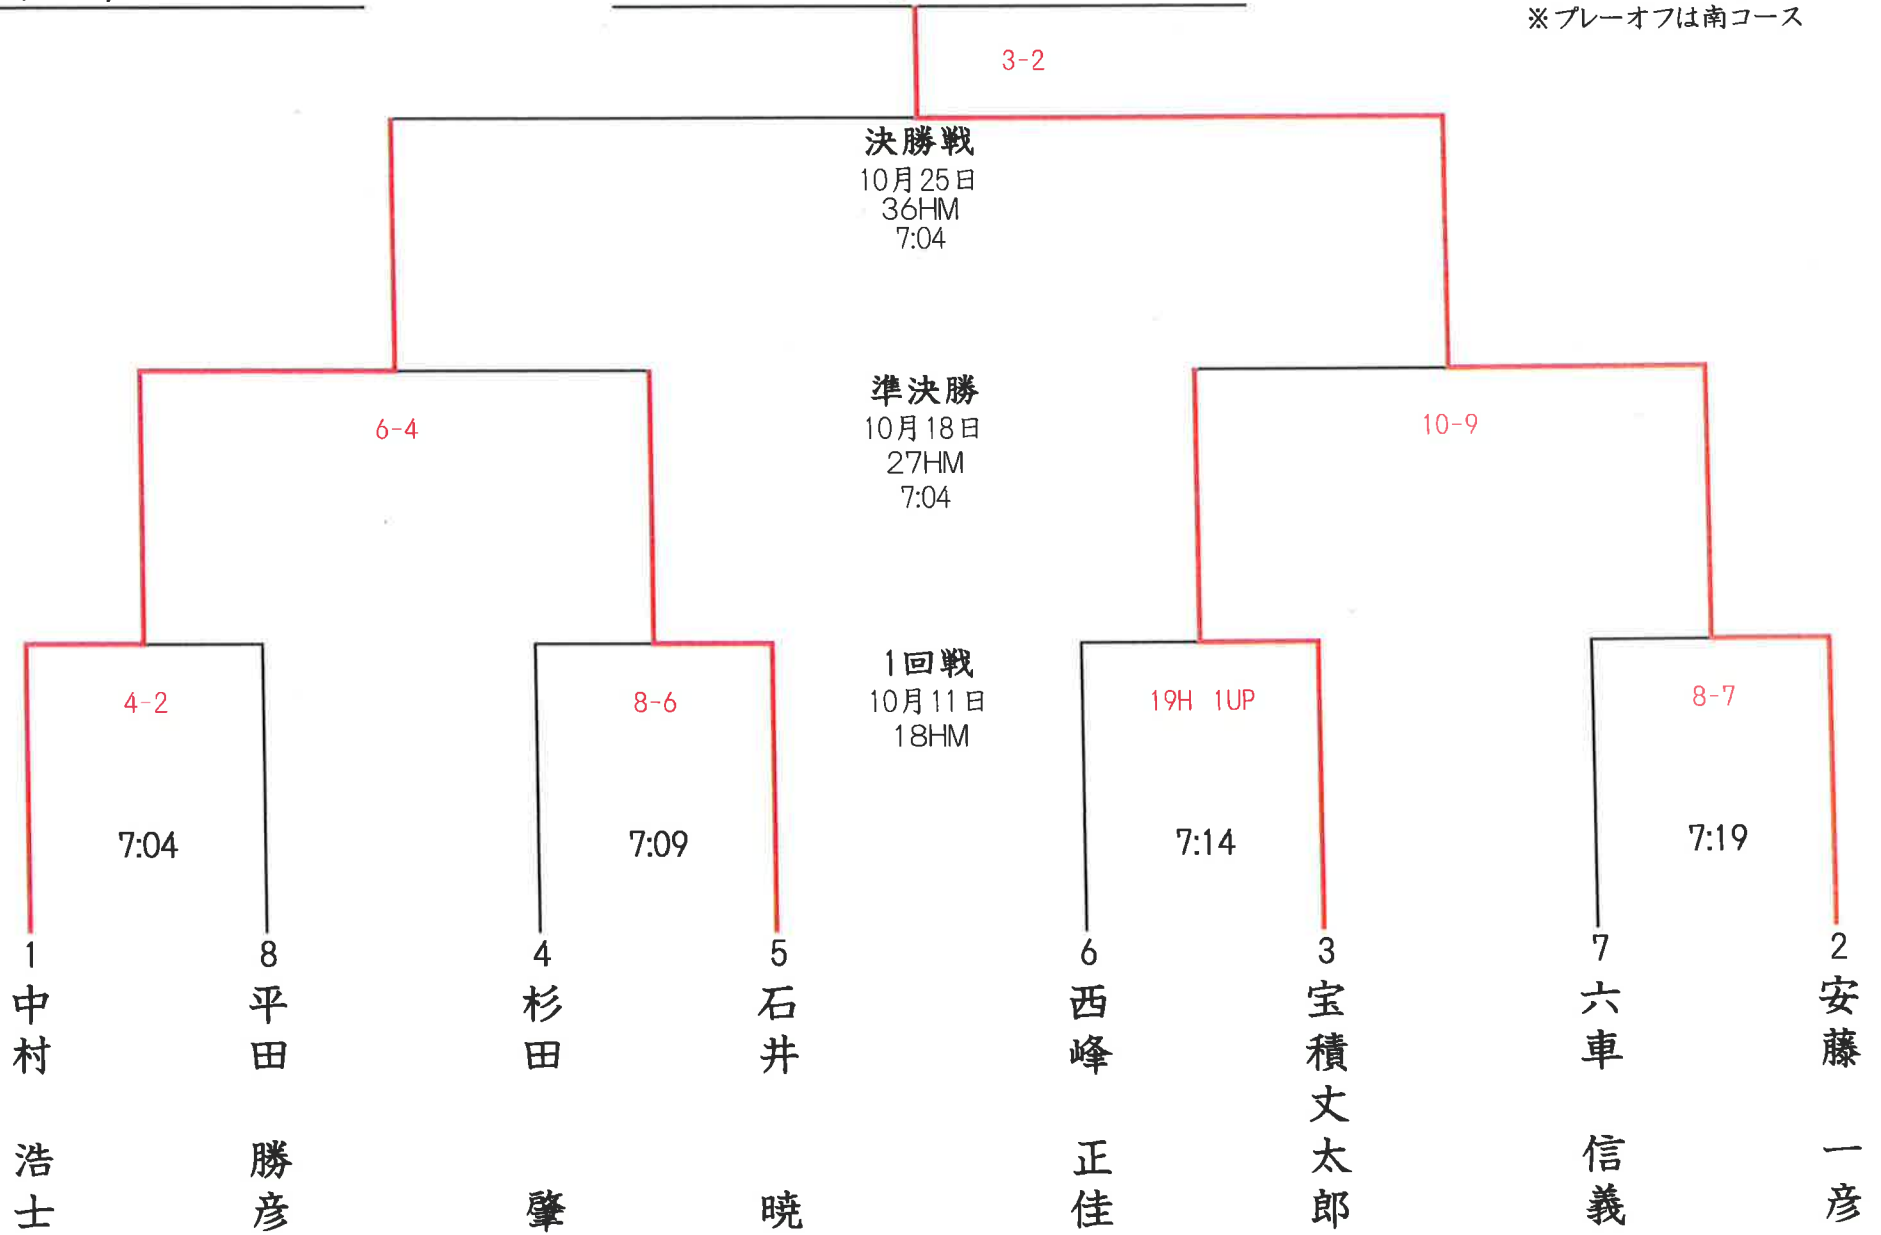 ※プレーオフは南コース
3-2
決勝戦
10月25日
36HM
7:04
準決勝
10月18日
27HM
7:04
6-4
10-9
1回戦
10月11日
18HM
4-2
8-6
19H 1UP
8-7
7:04
7:09
7:14
7:19
1
中村 浩士
8
平田 勝彦
4
杉田 肇
5
石井 暁
6
西峰 正佳
3
宝積丈太郎
7
六車 信義
2
安藤 一彦